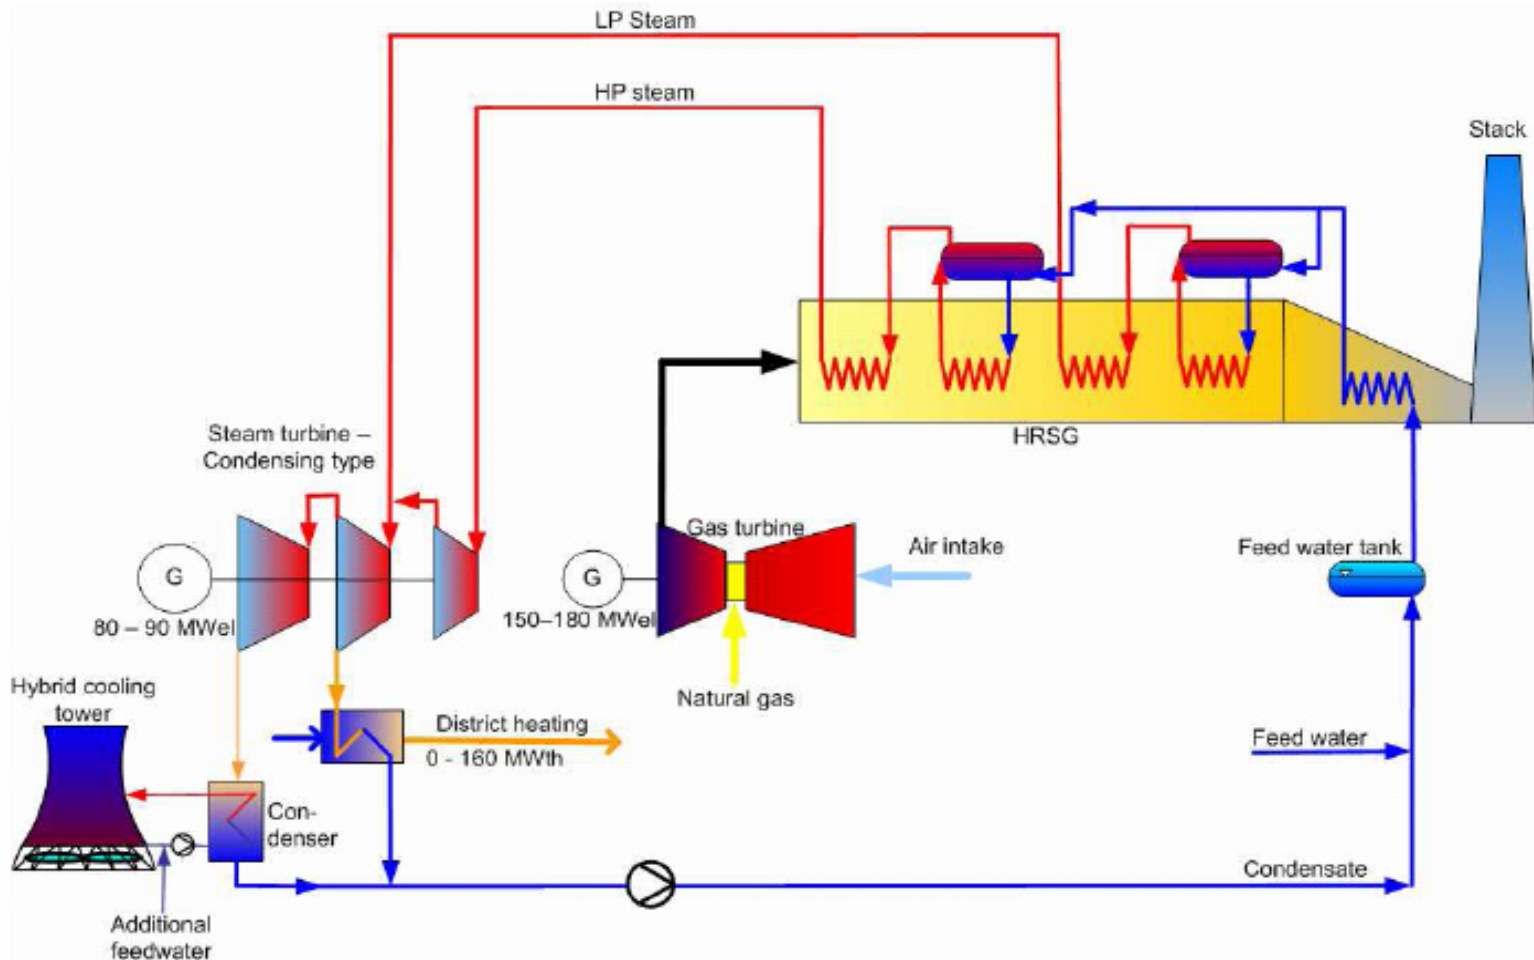 LP Steam
HP steam
Stack
HRSG
Steam turbine –
Condensing type
Gas turbine
Air intake
Feed water tank
G
G
80 – 90 MWel
150–180 MWel
Natural gas
Hybrid cooling
tower
District heating
0 - 160 MWth
Feed water
Con-
denser
Condensate
Additional
feedwater